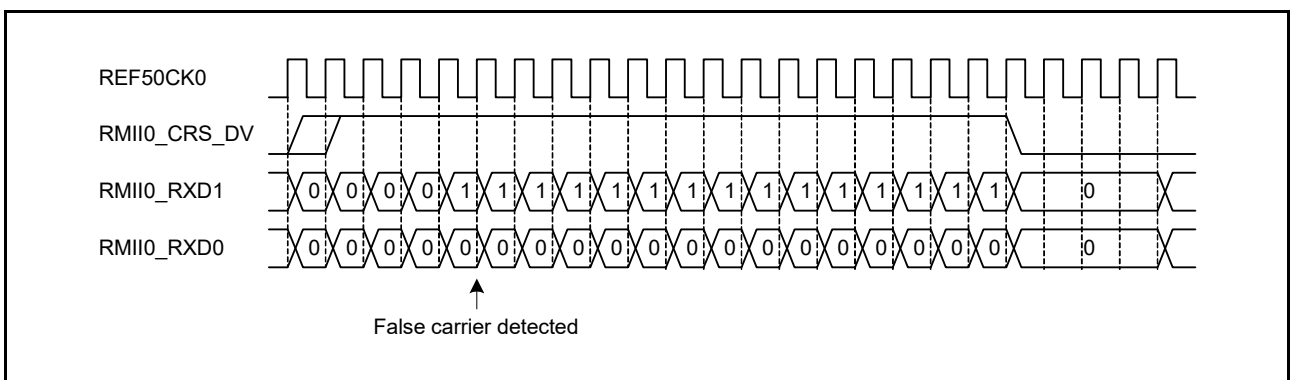 REF50CK0
RMII0_CRS_DV
RMII0_RXD1 0 0 0 0 1 1 1 1 1 1 1 1 1 1 1 1 1 1 1 0
RMII0_RXD0 0 0 0 0 0 0 0 0 0 0 0 0 0 0 0 0 0 0 0 0
False carrier detected